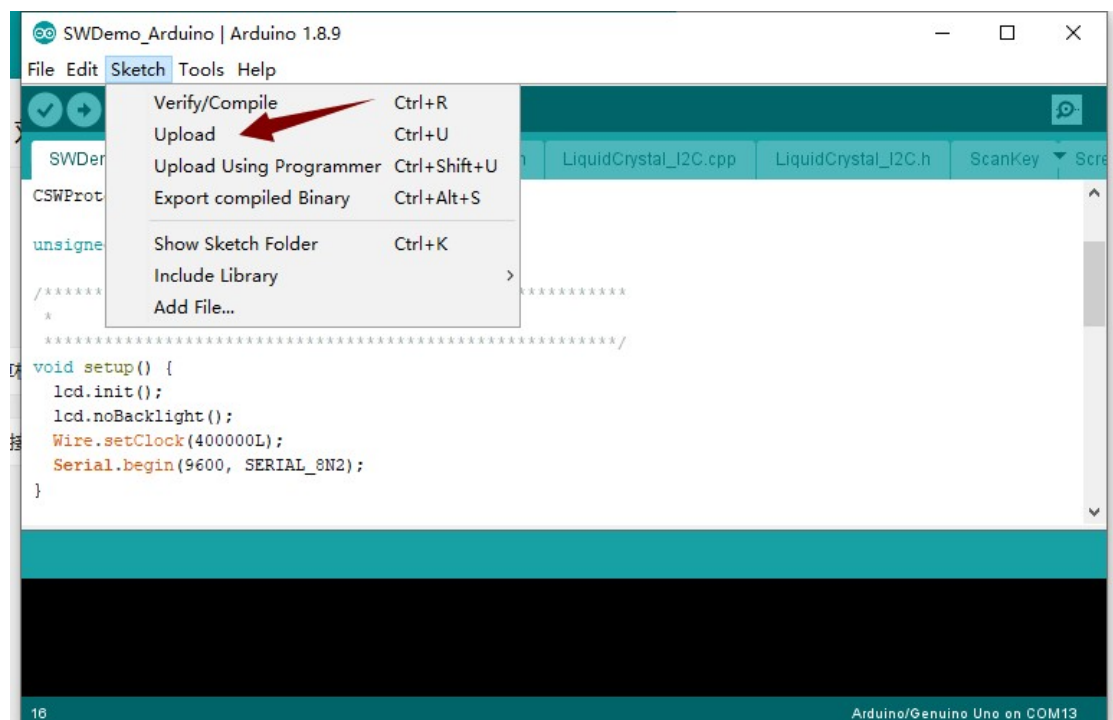 SWDemo_Arduino | Arduino 1.8.9
File Edit Sketch Tools Help
Verify/Compile Ctrl+R
Upload Ctrl+U
Upload Using Programmer Ctrl+Shift+U
Export compiled Binary Ctrl+Alt+S
Show Sketch Folder Ctrl+K
Include Library >
Add File...
SWDer LiquidCrystal_I2C.cpp LiquidCrystal_I2C.h ScanKey Scre
CSWProt
unsigne
/****** ***********
*
*********************************************************/
void setup() {
lcd.init();
lcd.noBacklight();
Wire.setClock(400000L);
Serial.begin(9600, SERIAL_8N2);
}
16 Arduino/Genuino Uno on COM13